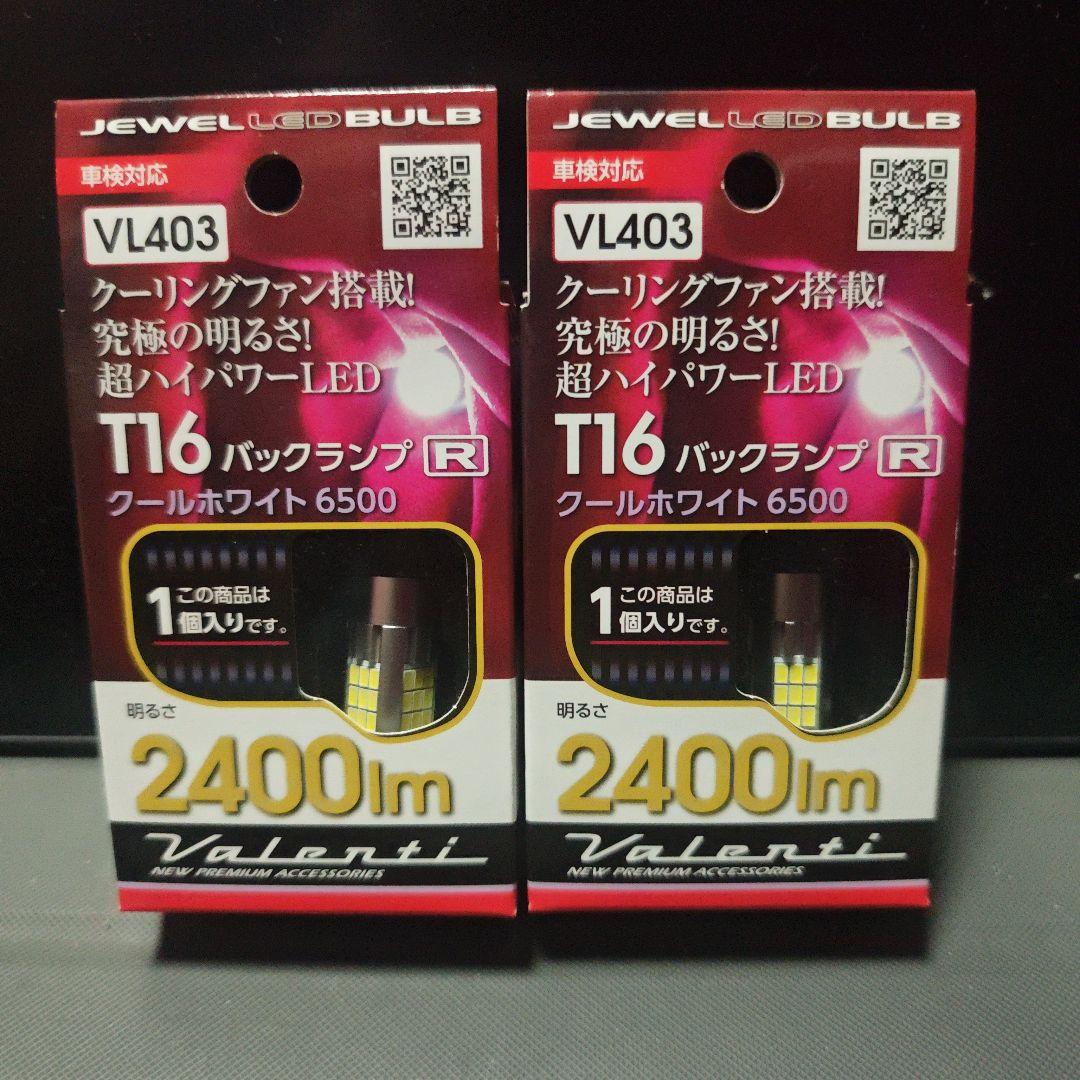 JEWEL LED BULB
車検対応
VL403
クーリングファン搭載!
究極の明るさ!
超ハイパワーLED
T16 バックランプ R
クールホワイト 6500
この商品は
1個入りです。
明るさ
2400lm
Valenti
NEW PREMIUM ACCESSORIES
JEWEL LED BULB
車検対応
VL403
クーリングファン搭載!
究極の明るさ!
超ハイパワーLED
T16 バックランプ R
クールホワイト 6500
この商品は
1個入りです。
明るさ
2400lm
Valenti
NEW PREMIUM ACCESSORIES